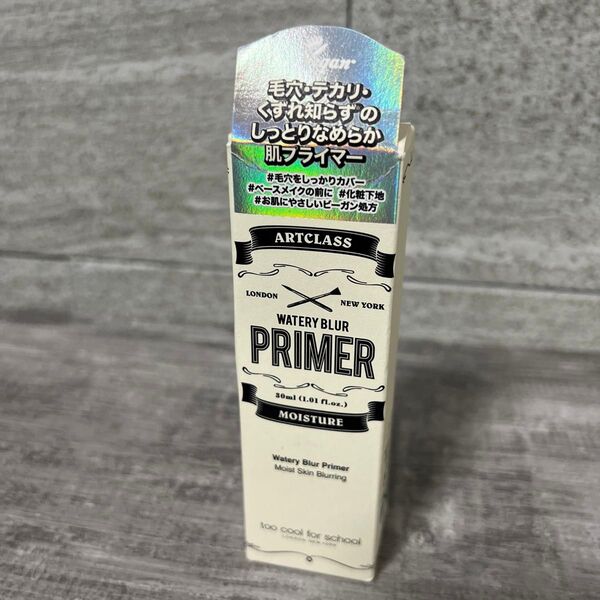 毛穴・テカリ・
くずれ知らず*の
しっとりなめらか
肌プライマー
#毛穴をしっかりカバー
#ベースメイクの前に #化粧下地
#お肌にやさしいビーガン処方
ARTCLASS
LONDON NEW YORK
WATERY BLUR
PRIMER
30ml (1.01 fl.oz.)
MOISTURE
Watery Blur Primer
Moist Skin Blurring
too cool for school
LONDON NEW YORK